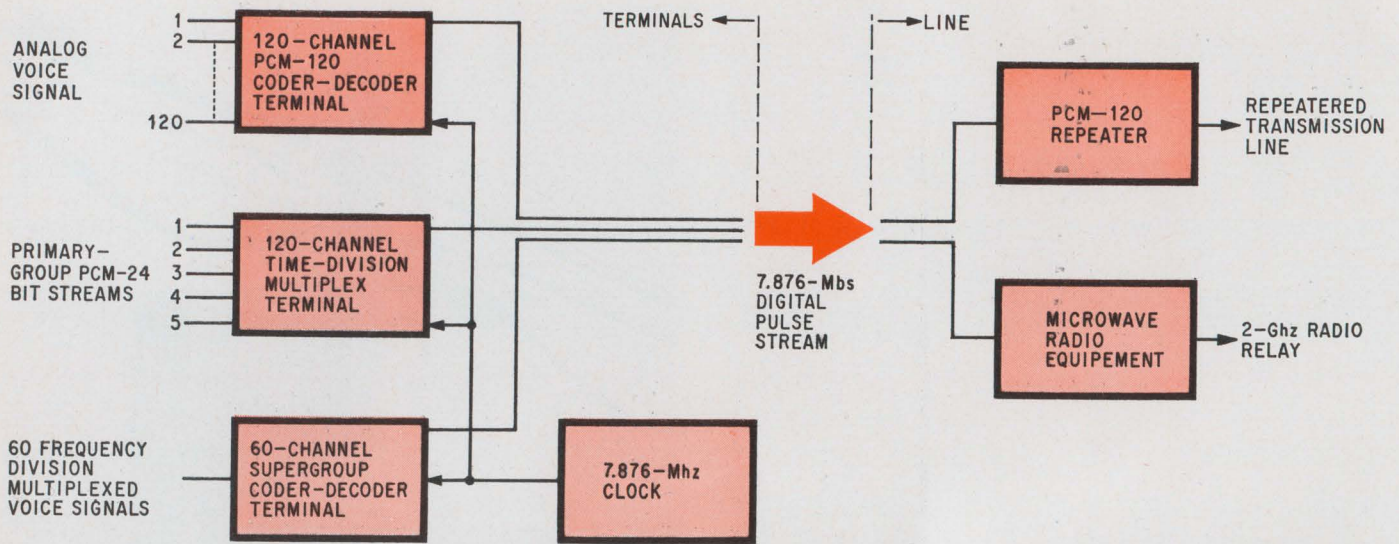 TERMINALS
LINE
ANALOG
VOICE
SIGNAL
1
2
120
120-CHANNEL
PCM-120
CODER-DECODER
TERMINAL
PCM-120
REPEATER
REPEATERED
TRANSMISSION
LINE
PRIMARY-
GROUP PCM-24
BIT STREAMS
1
2
3
4
5
120-CHANNEL
TIME-DIVISION
MULTIPLEX
TERMINAL
7.876-Mbs
DIGITAL
PULSE
STREAM
MICROWAVE
RADIO
EQUIPEMENT
2-Ghz RADIO
RELAY
60 FREQUENCY
DIVISION
MULTIPLEXED
VOICE SIGNALS
60-CHANNEL
SUPERGROUP
CODER-DECODER
TERMINAL
7.876-Mhz
CLOCK